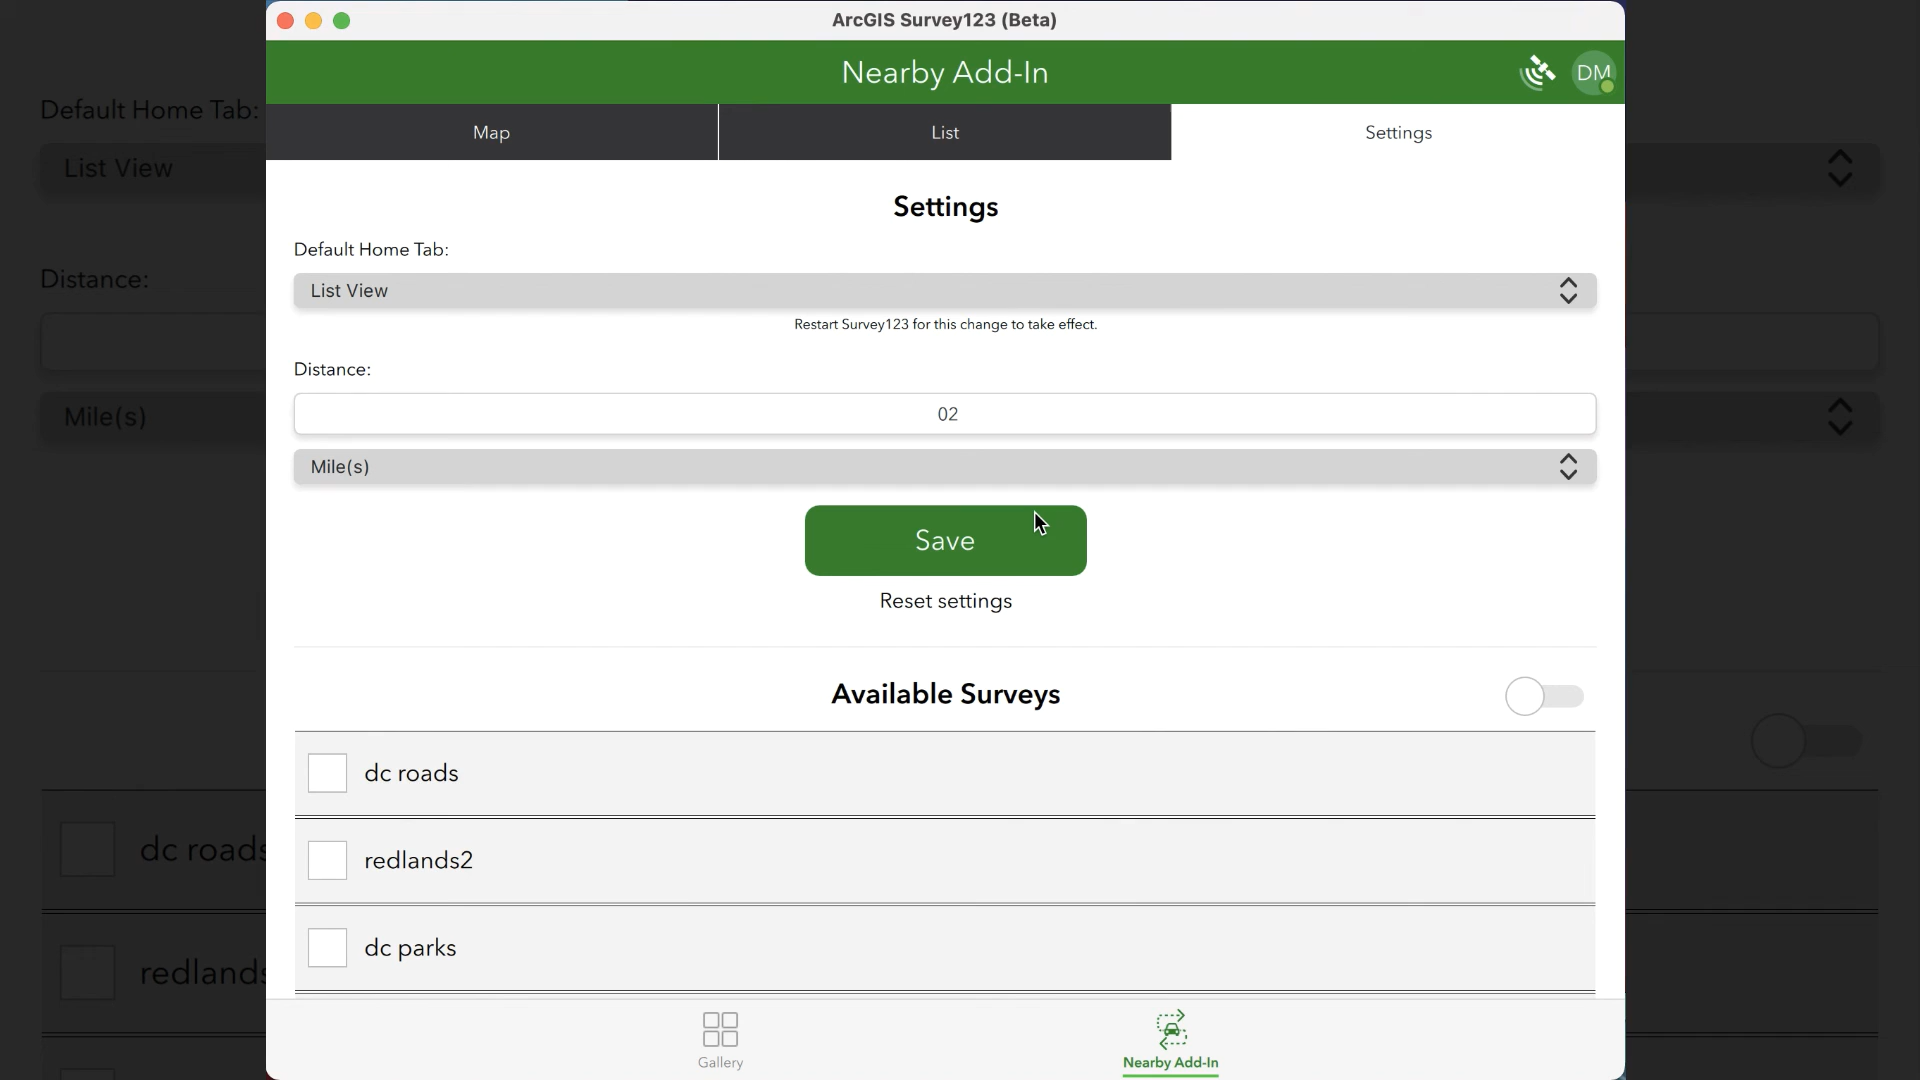 ArcGIS Survey123 (Beta)
Nearby Add-In
DM
Map
List
Settings
Settings
Default Home Tab:
List View
Restart Survey123 for this change to take effect.
Distance:
02
Mile(s)
Save
Reset settings
Available Surveys
dc roads
redlands2
dc parks
Gallery
Nearby Add-In
Default Home Tab:
List View
Distance:
Mile(s)
dc roads
redlands